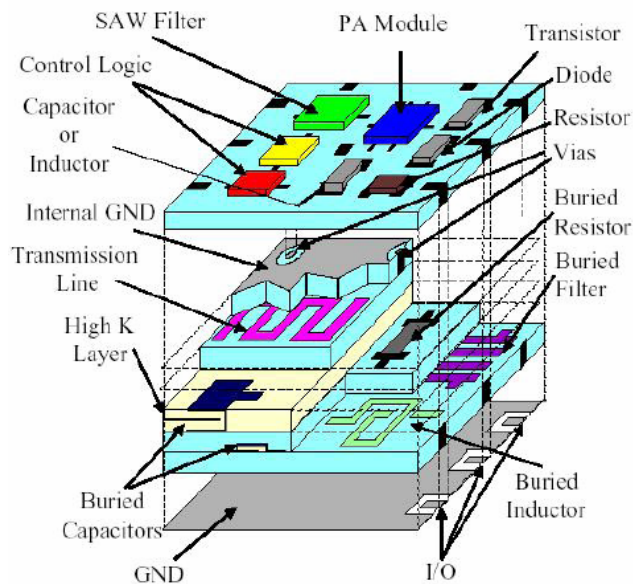 SAW Filter
PA Module
Transistor
Control Logic
Diode
Capacitor
or
Inductor
Resistor
Vias
Internal GND
Buried
Resistor
Transmission
Line
Buried
Filter
High K
Layer
Buried
Capacitors
Buried
Inductor
GND
I/O